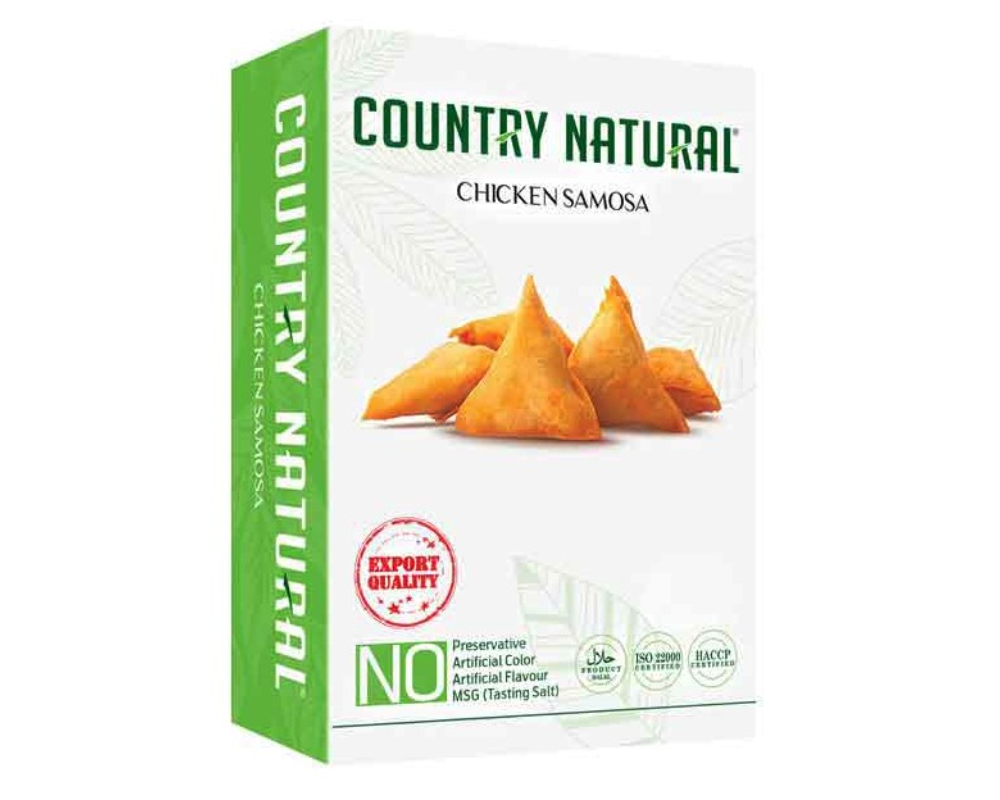 COUNTRY NATURAL®
CHICKEN SAMOSA
COUNTRY NATURAL®
CHICKEN SAMOSA
EXPORT
QUALITY
NO
Preservative
Artificial Color
Artificial Flavour
MSG (Tasting Salt)
حلال
PRODUCT
HALAL
ISO 22000
CERTIFIED
HACCP
CERTIFIED